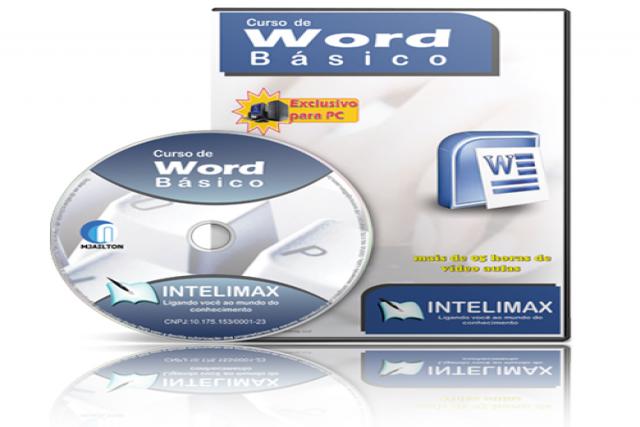 Curso de
Word
Básico
Exclusivo
para PC
W
mais de 05 horas de
vídeo aulas
INTELIMAX
Ligando você ao mundo do
conhecimento
Curso de
Word
Básico
MJAILTON
INTELIMAX
Ligando você ao mundo do
conhecimento
CNPJ:10.175.153/0001-23
P